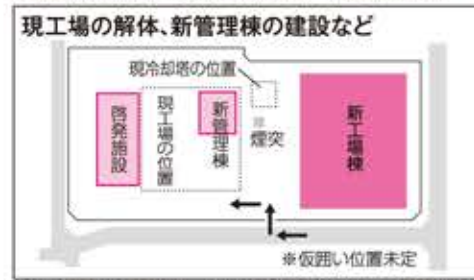 現工場の解体、新管理棟の建設など
現冷却塔の位置
啓発施設
現工場の位置
新管理棟
煙突
新工場棟
※仮囲い位置未定